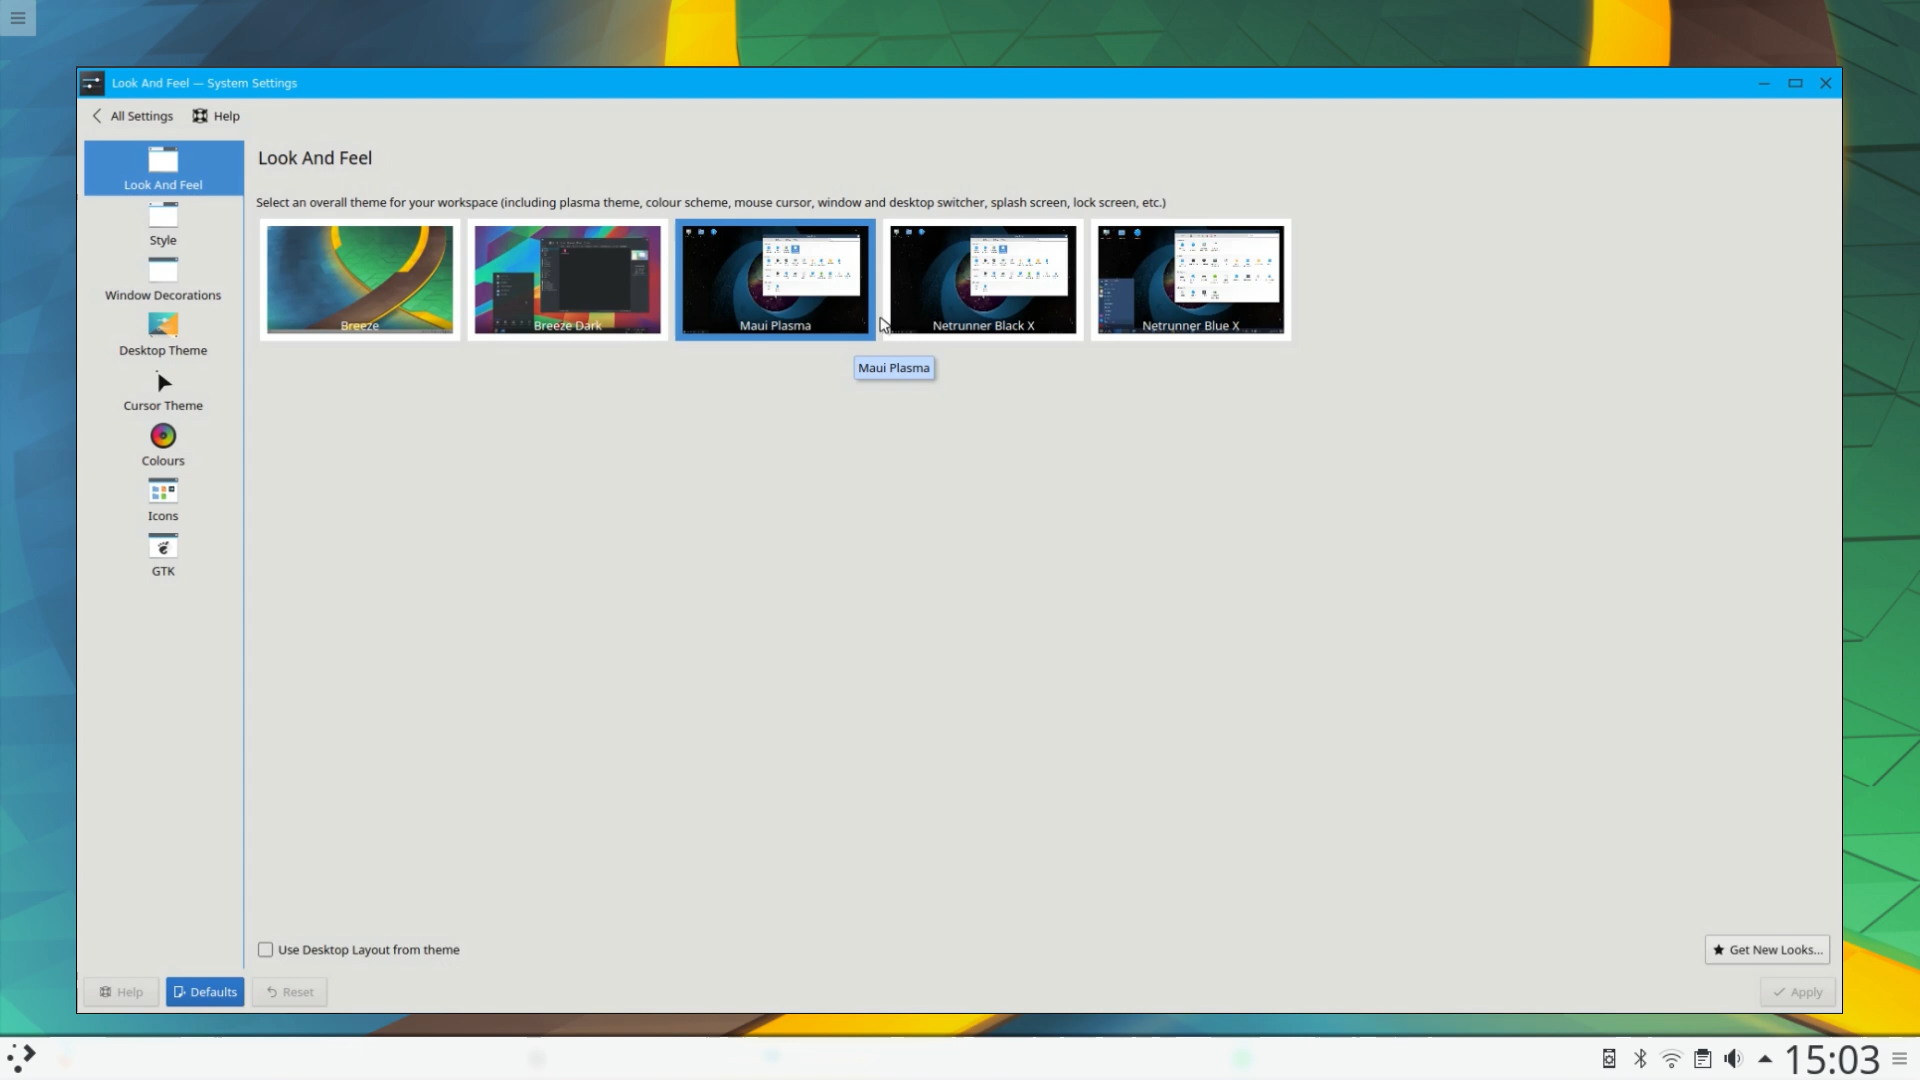 Look And Feel — System Settings
All Settings
Help
Look And Feel
Style
Window Decorations
Desktop Theme
Cursor Theme
Colours
Icons
GTK
Look And Feel
Select an overall theme for your workspace (including plasma theme, colour scheme, mouse cursor, window and desktop switcher, splash screen, lock screen, etc.)
Breeze
Breeze Dark
Maui Plasma
Netrunner Black X
Netrunner Blue X
Maui Plasma
Use Desktop Layout from theme
Get New Looks...
Help
Defaults
Reset
Apply
15:03